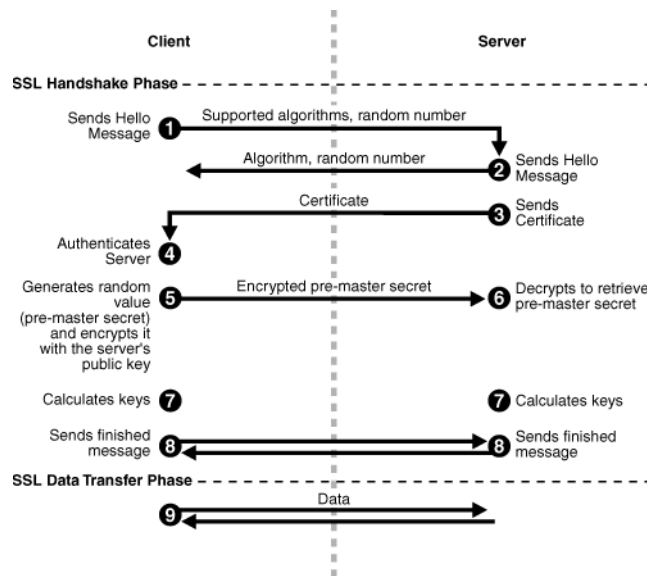 Client
Server
SSL Handshake Phase
Sends Hello
Message
1
Supported algorithms, random number
Algorithm, random number
2
Sends Hello
Message
Certificate
3
Sends
Certificate
4
Authenticates
Server
Generates random
value
(pre-master secret)
and encrypts it
with the server's
public key
5
Encrypted pre-master secret
6
Decrypts to retrieve
pre-master secret
Calculates keys
7
7
Calculates keys
Sends finished
message
8
8
Sends finished
message
SSL Data Transfer Phase
Data
9